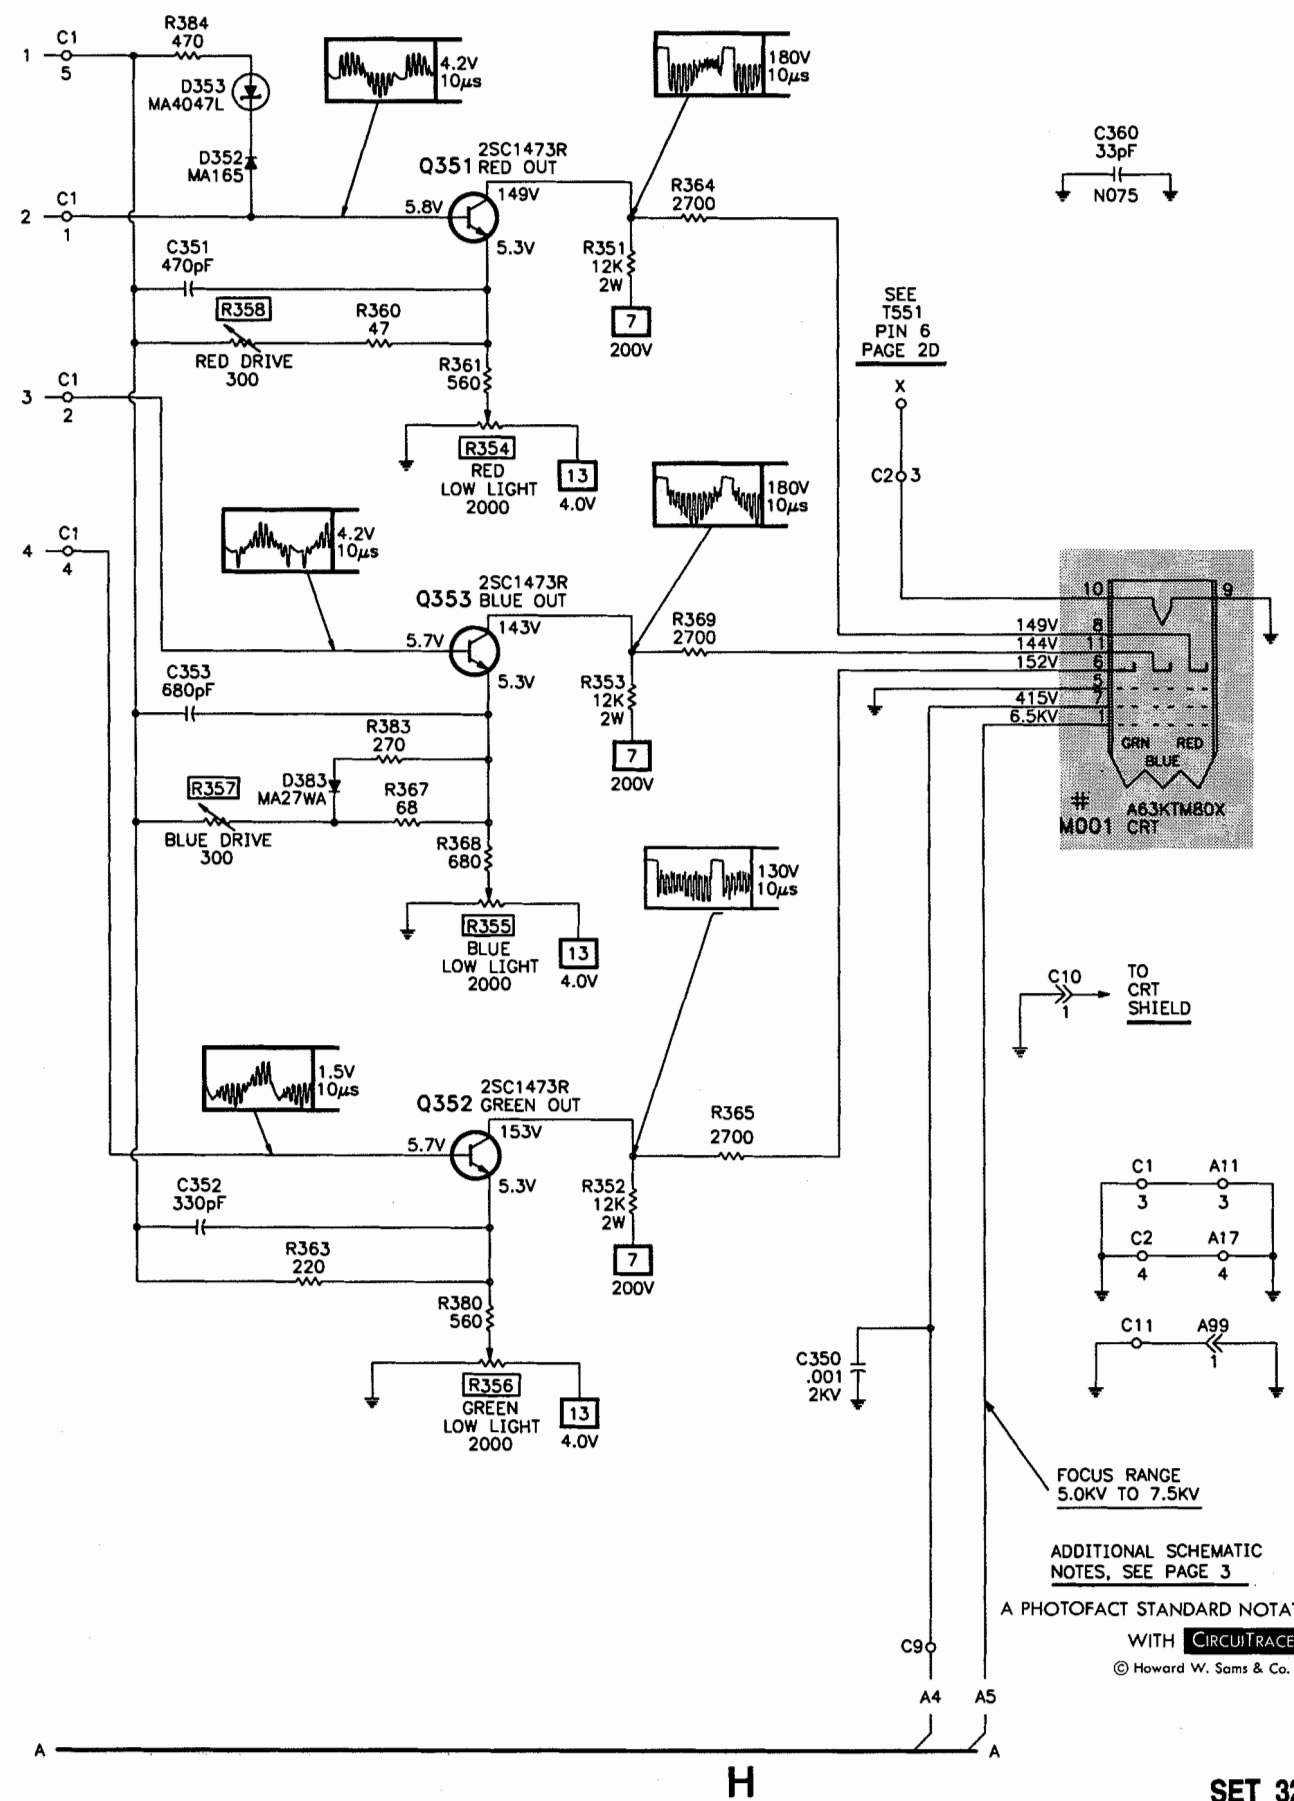 R384
470
C1
1
5
D353
MA4047L
4.2V
10µs
180V
10µs
D352
MA165
Q351
2SC1473R
RED OUT
149V
C360
33pF
N075
C1
2
1
5.8V
5.3V
R364
2700
R351
12K
2W
7
200V
C351
470pF
R358
RED DRIVE
300
R360
47
R361
560
SEE
T551
PIN 6
PAGE 2D
X
C1
3
2
R354
RED
LOW LIGHT
2000
13
4.0V
C2
3
180V
10µs
4.2V
10µs
C1
4
4
Q353
2SC1473R
BLUE OUT
143V
5.7V
5.3V
R369
2700
R353
12K
2W
7
200V
10
9
149V
8
144V
11
152V
6
5
415V
7
6.5KV
1
GRN
RED
BLUE
#
M001
A63KTM80X
CRT
C353
680pF
R383
270
D383
MA27WA
R357
BLUE DRIVE
300
R367
68
R368
680
R355
BLUE
LOW LIGHT
2000
13
4.0V
130V
10µs
C10
1
TO
CRT
SHIELD
1.5V
10µs
Q352
2SC1473R
GREEN OUT
153V
5.7V
5.3V
R365
2700
R352
12K
2W
7
200V
C352
330pF
R363
220
R380
560
R356
GREEN
LOW LIGHT
2000
13
4.0V
C1
A11
3
3
C2
A17
4
4
C11
A99
1
C350
.001
2KV
FOCUS RANGE
5.0KV TO 7.5KV
ADDITIONAL SCHEMATIC
NOTES, SEE PAGE 3
A PHOTOFACT STANDARD NOTAT
WITH CIRCUITRACE
© Howard W. Sams & Co.
C9
A4
A5
A
A
H
SET 32